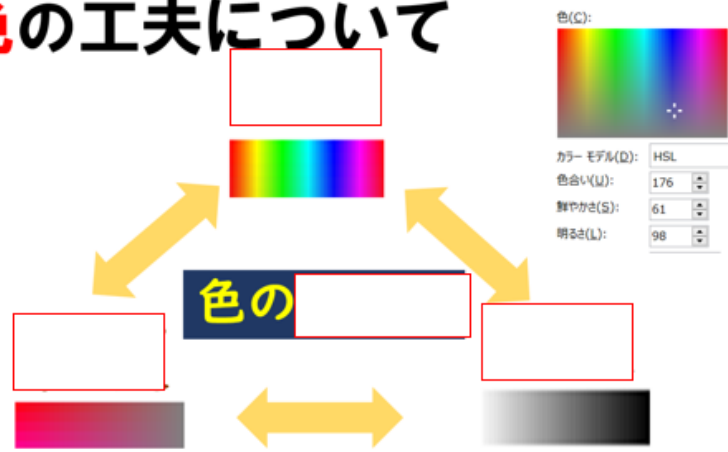 色の工夫について
色(C):
カラー モデル(D): HSL
色合い(U): 176
鮮やかさ(S): 61
明るさ(L): 98
色の